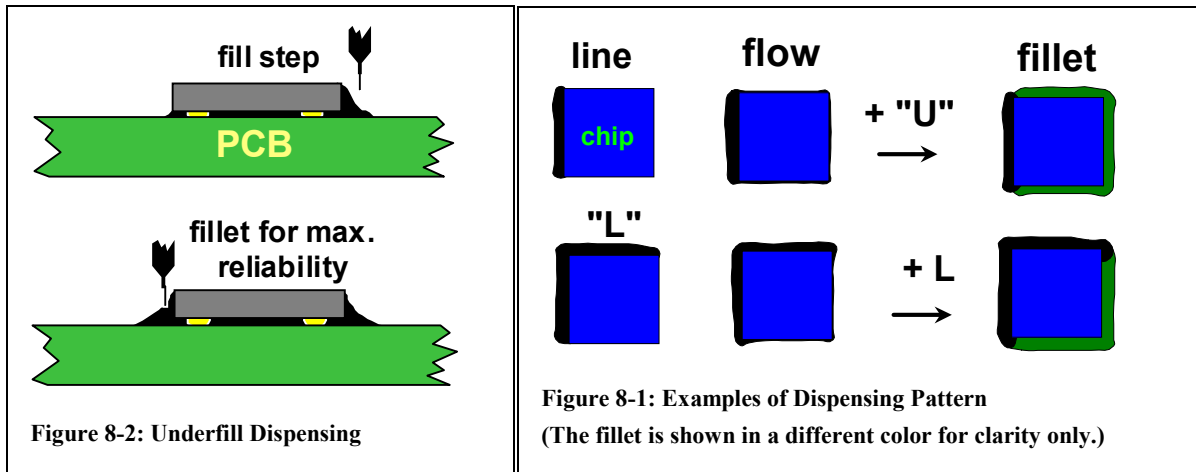 fill step
PCB
fillet for max.
reliability
Figure 8-2: Underfill Dispensing
line
flow
fillet
chip
+ "U"
"L"
+ L
Figure 8-1: Examples of Dispensing Pattern
(The fillet is shown in a different color for clarity only.)